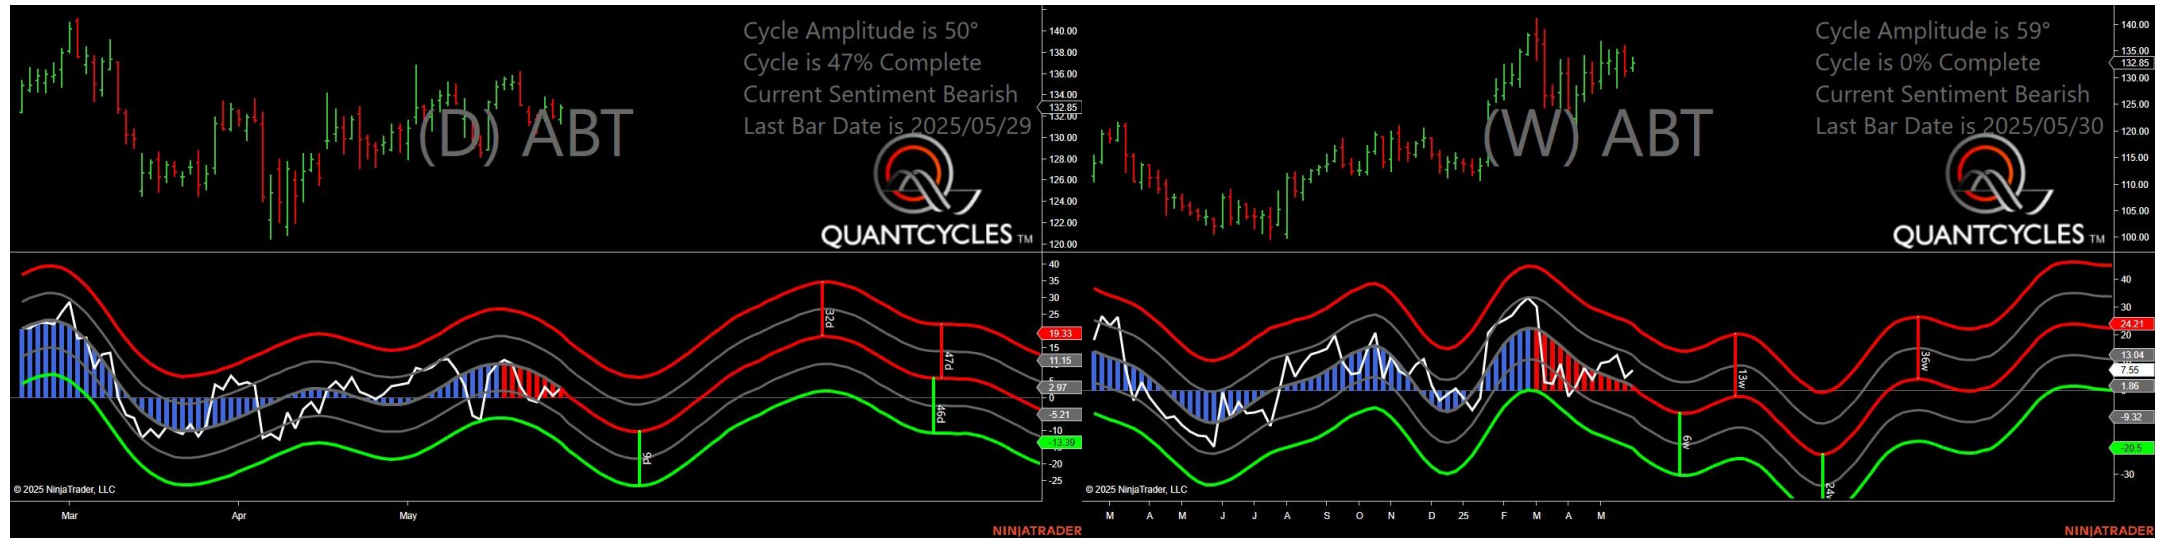 Cycle Amplitude is 50°
Cycle is 47% Complete
Current Sentiment Bearish
Last Bar Date is 2025/05/29
(D) ABT
QUANTCYCLES TM
140.00
138.00
136.00
134.00
132.85
132.00
130.00
128.00
126.00
124.00
122.00
120.00
40
35
30
25
19.33
15
11.15
2.97
0
-5.21
-10
-13.39
-20
-25
9d
32d
47d
46d
© 2025 NinjaTrader, LLC
Mar
Apr
May
NINJATRADER
Cycle Amplitude is 59°
Cycle is 0% Complete
Current Sentiment Bearish
Last Bar Date is 2025/05/30
(W) ABT
QUANTCYCLES TM
140.00
135.00
132.85
130.00
125.00
120.00
115.00
110.00
105.00
100.00
40
30
24.21
20
13.04
7.55
1.86
-9.32
-20.5
-30
6w
13w
24w
36w
© 2025 NinjaTrader, LLC
M A M J J A S O N D 25 F M A M
NINJATRADER